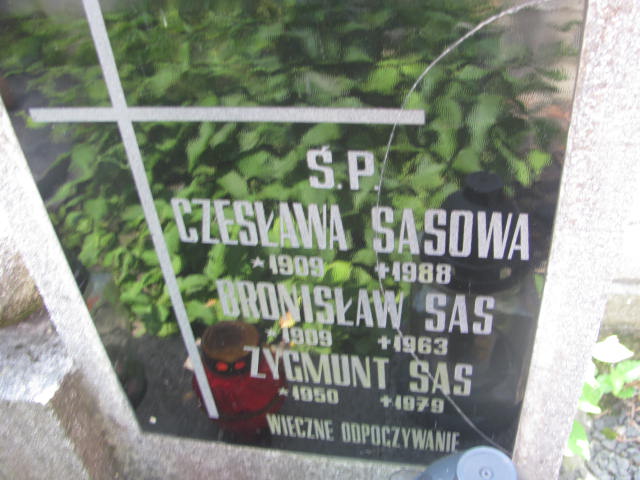 Ś.P.
CZESŁAWA SASOWA
*1909 +1988
BRONISŁAW SAS
*1909 +1963
ZYGMUNT SAS
*1950 +1979
WIECZNE ODPOCZYWANIE